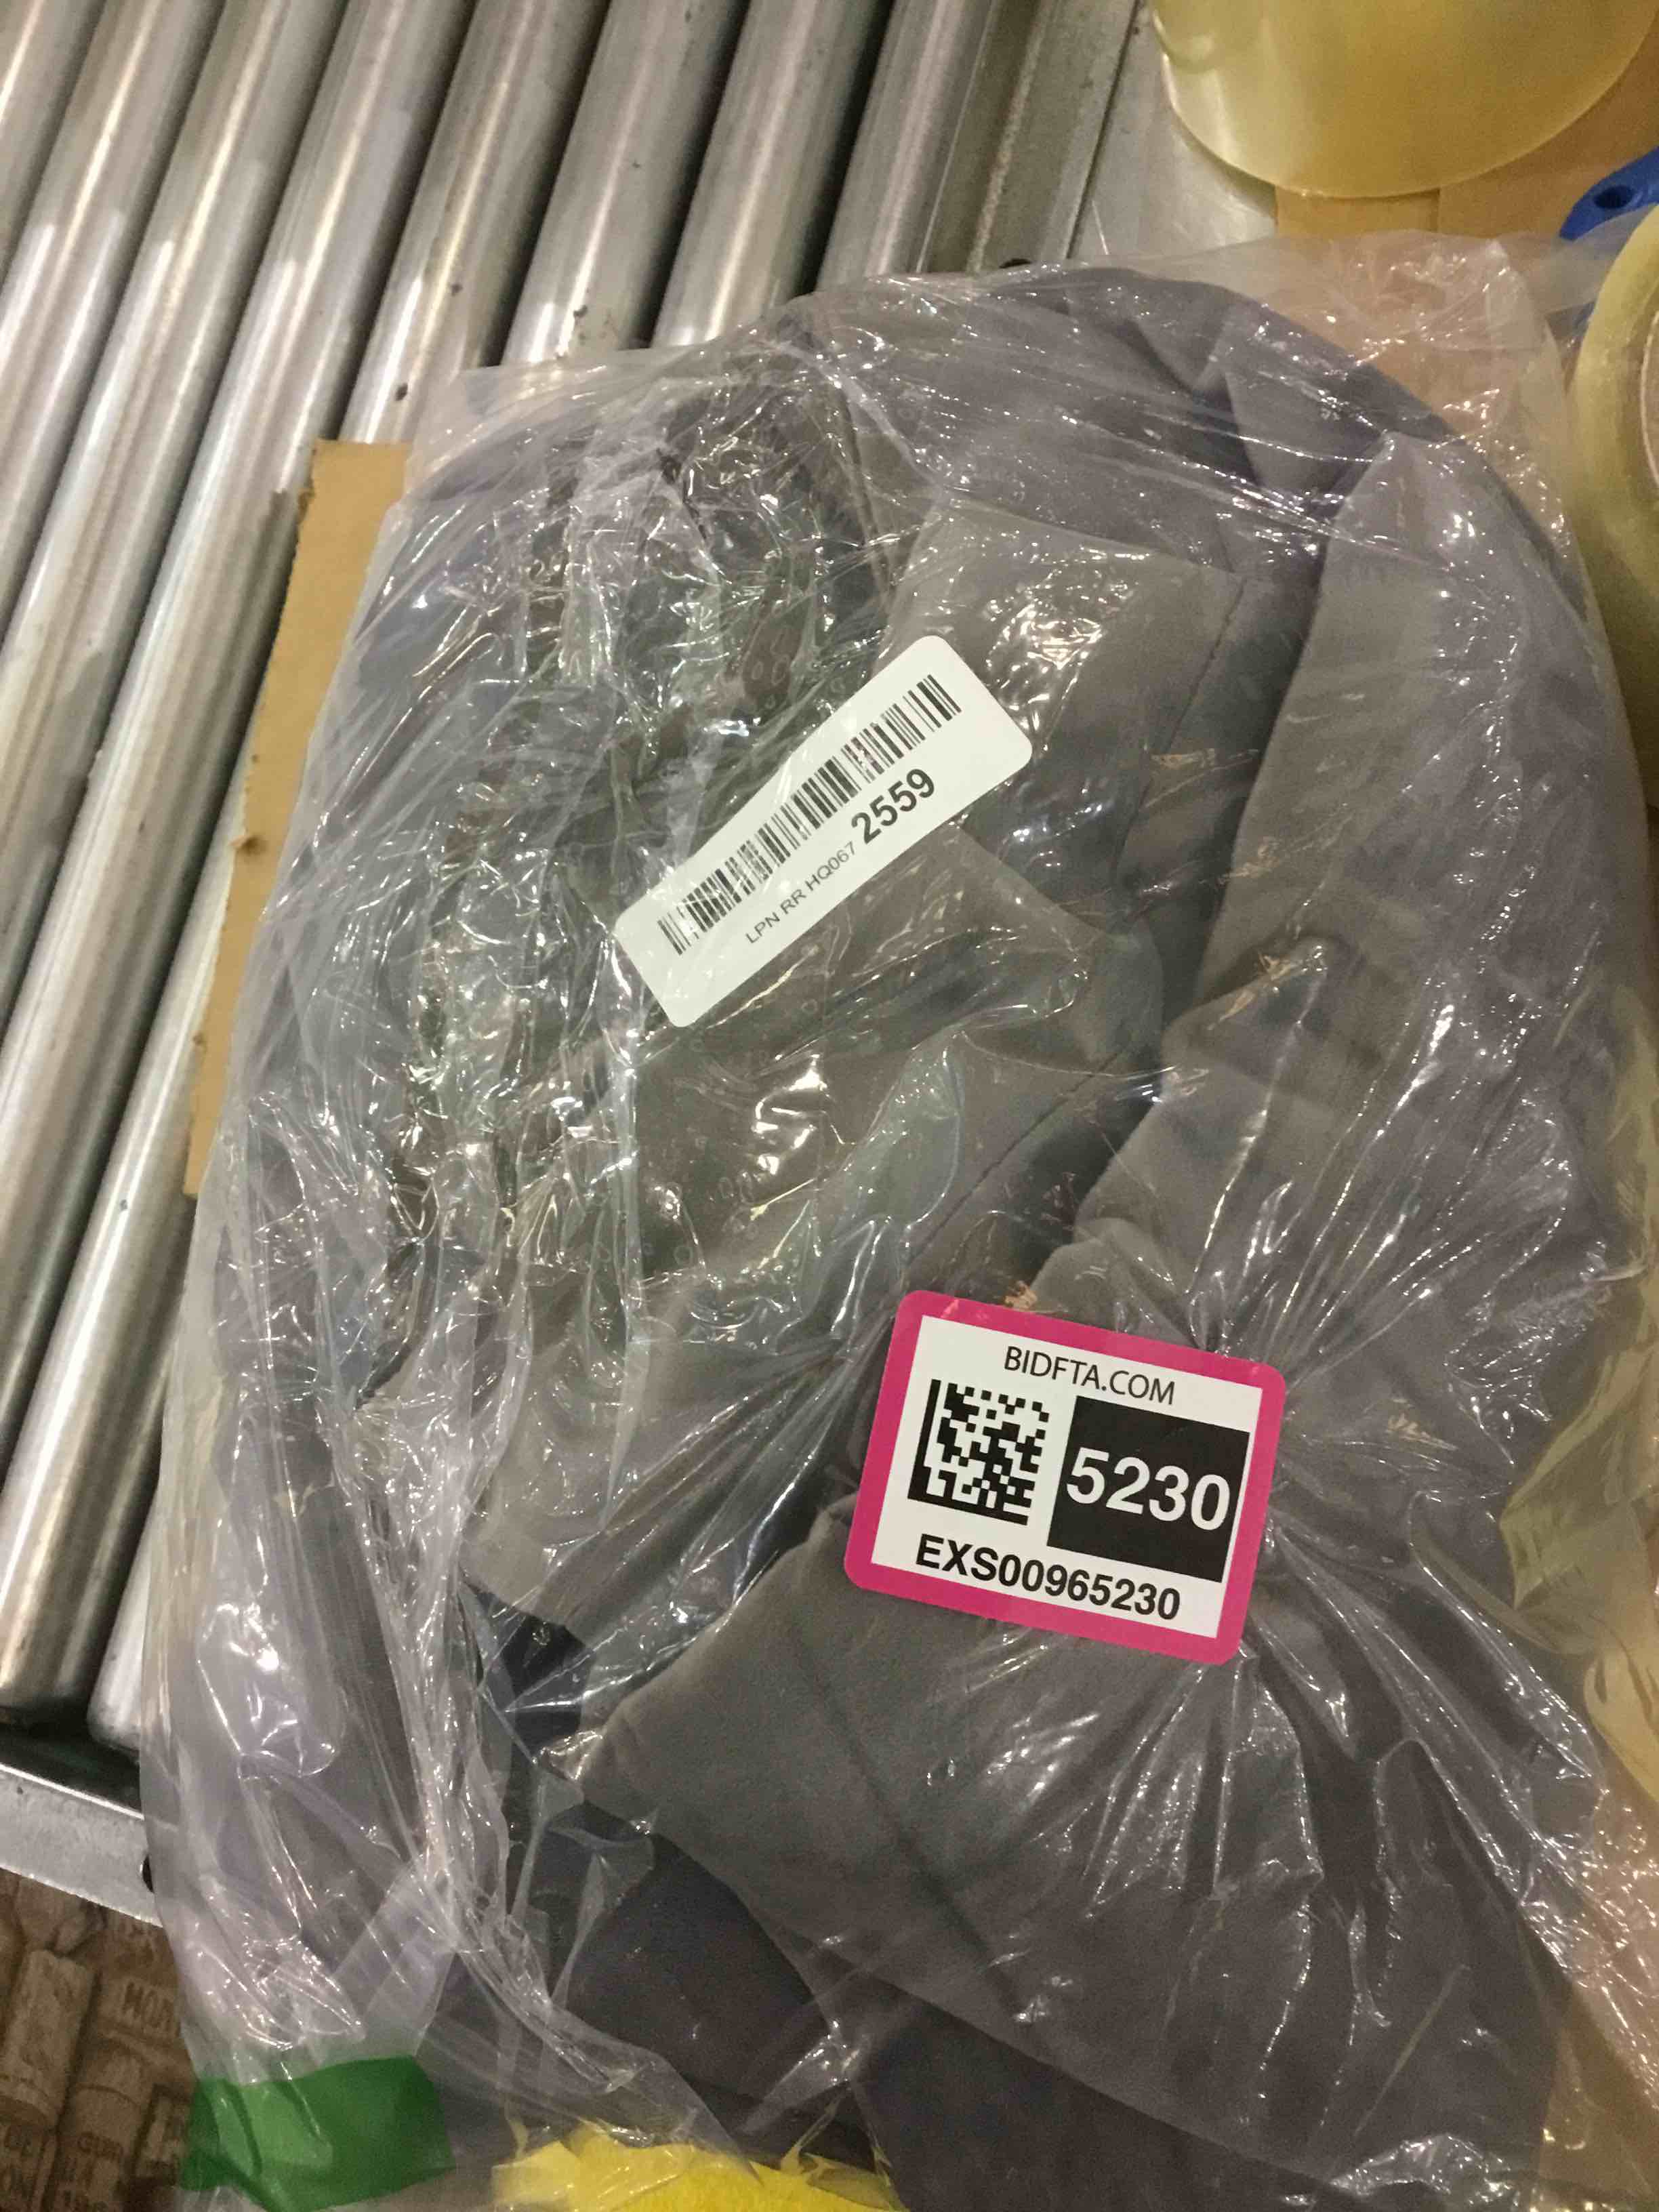 LPN RR HQ067 2559
BIDFTA.COM
5230
EXS00965230